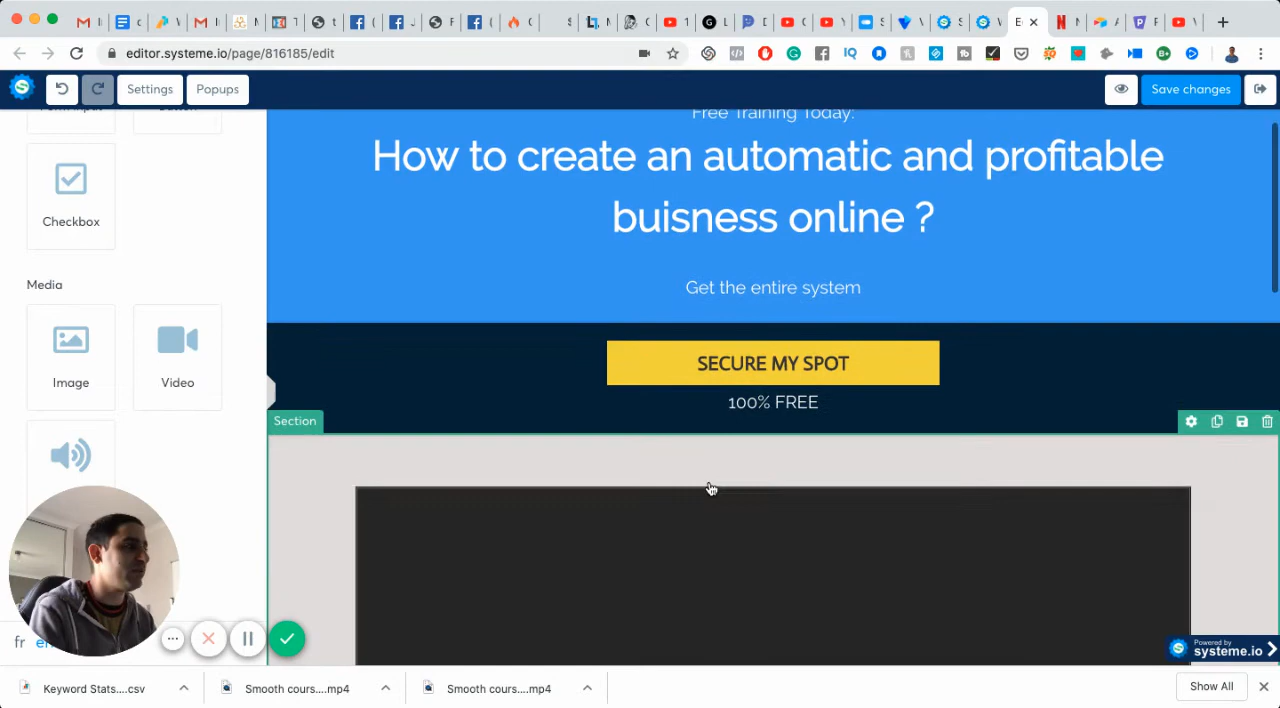 editor.systeme.io/page/816185/edit
Settings
Popups
Save changes
Free Training Today:
How to create an automatic and profitable
buisness online ?
Get the entire system
Checkbox
Media
Image
Video
SECURE MY SPOT
100% FREE
Section
fr
Powered by
systeme.io
Keyword Stats....csv
Smooth cours....mp4
Smooth cours....mp4
Show All